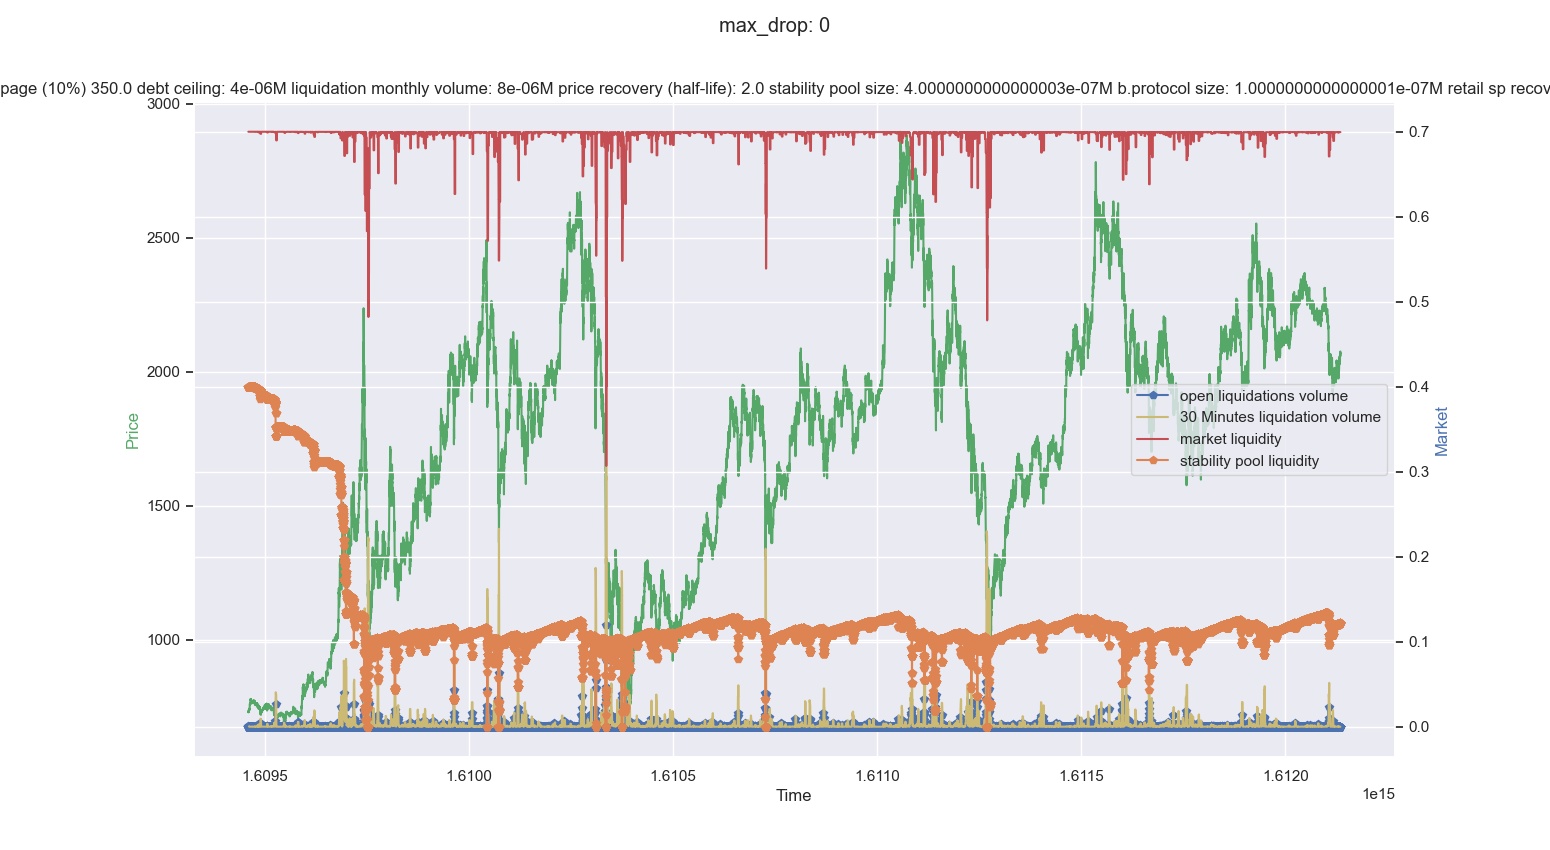 max_drop: 0
page (10%) 350.0 debt ceiling: 4e-06M liquidation monthly volume: 8e-06M price recovery (half-life): 2.0 stability pool size: 4.0000000000000003e-07M b.protocol size: 1.0000000000000001e-07M retail sp recov
3000
2500
2000
1500
1000
Price
0.7
0.6
0.5
0.4
0.3
0.2
0.1
0.0
Market
open liquidations volume
30 Minutes liquidation volume
market liquidity
stability pool liquidity
1.6095 1.6100 1.6105 1.6110 1.6115 1.6120
Time
1e15